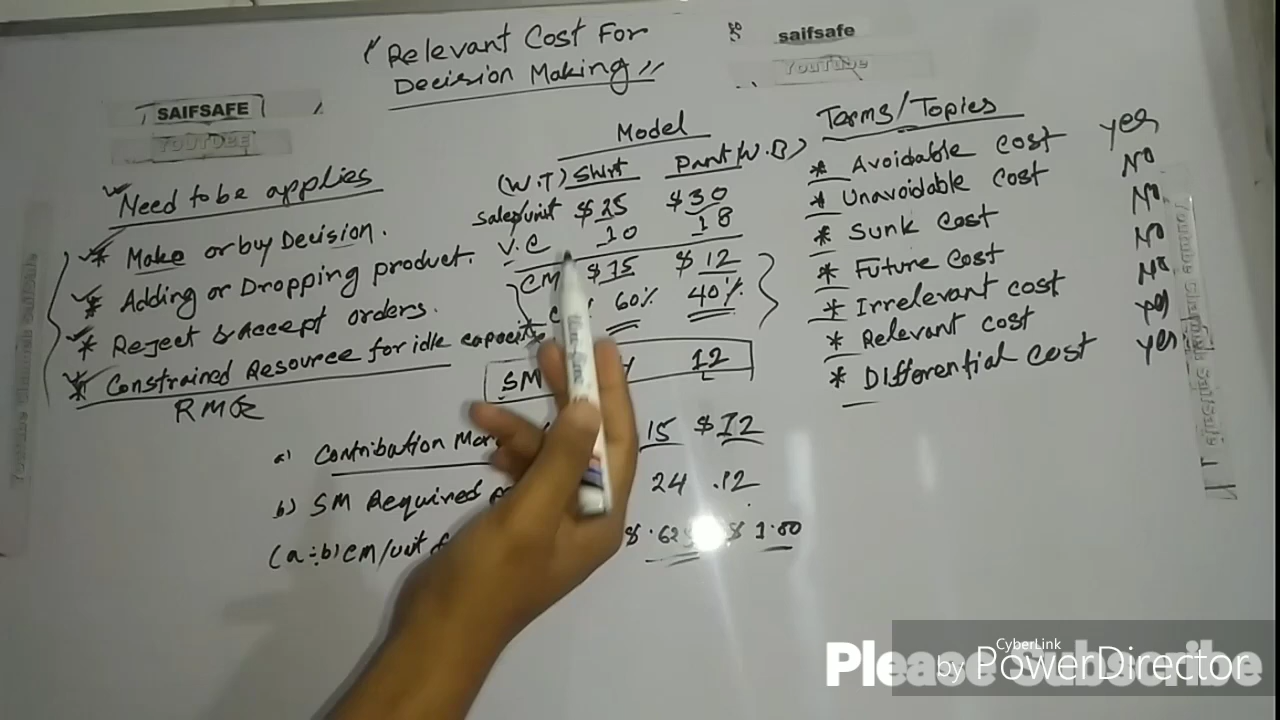 "Relevant Cost For
Decision Making"
SAIFSAFE
YOUTUBE
saifsafe
YouTube
Need to be applies
* Make or buy Decision.
* Adding or Dropping product.
* Reject & Accept orders.
* Constrained Resource for idle capacity
Model
(W.T) Shirt Pant (W.B)
Sales/unit $25 $30
V.C 10 18
CM $15 $12
60% 40%
SM 12
a) Contribution Mar 15 $12
b) SM Required 24 .12
(a÷b) CM/unit $ 1.00
Terms/Topics
* Avoidable Cost yes
* Unavoidable Cost No
* Sunk Cost No
* Future Cost No
* Irrelevant cost No
* Relevant cost yes
* Differential Cost yes
Please Subscribe
CyberLink
by PowerDirector